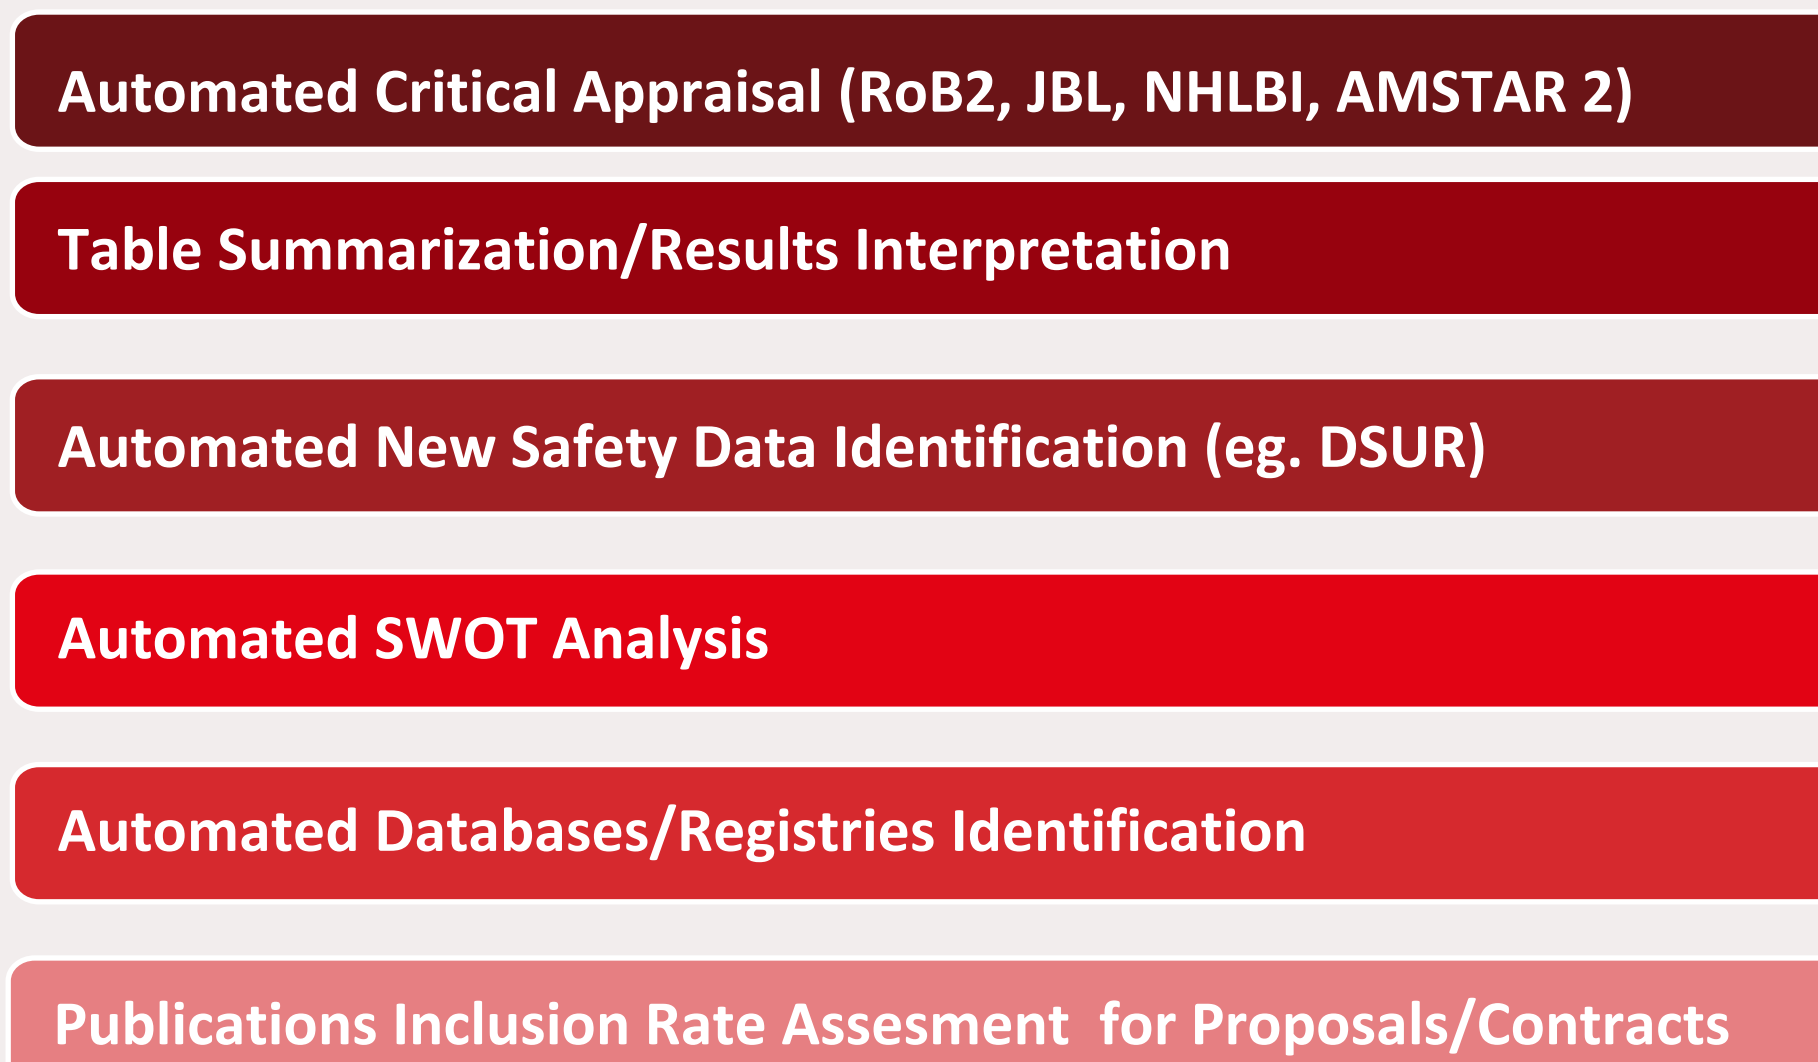 Automated Critical Appraisal (RoB2, JBL, NHLBI, AMSTAR 2)
Table Summarization/Results Interpretation
Automated New Safety Data Identification (eg. DSUR)
Automated SWOT Analysis
Automated Databases/Registries Identification
Publications Inclusion Rate Assesment  for Proposals/Contracts